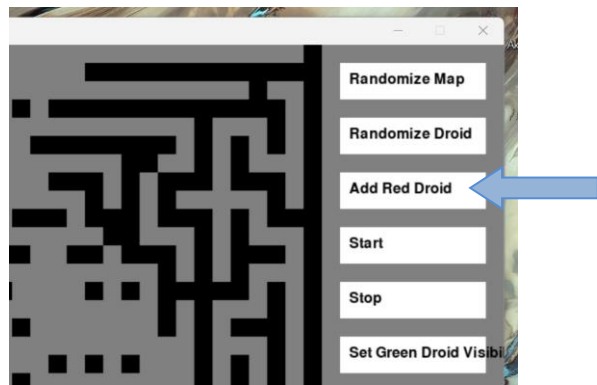 Randomize Map
Randomize Droid
Add Red Droid
Start
Stop
Set Green Droid Visibi